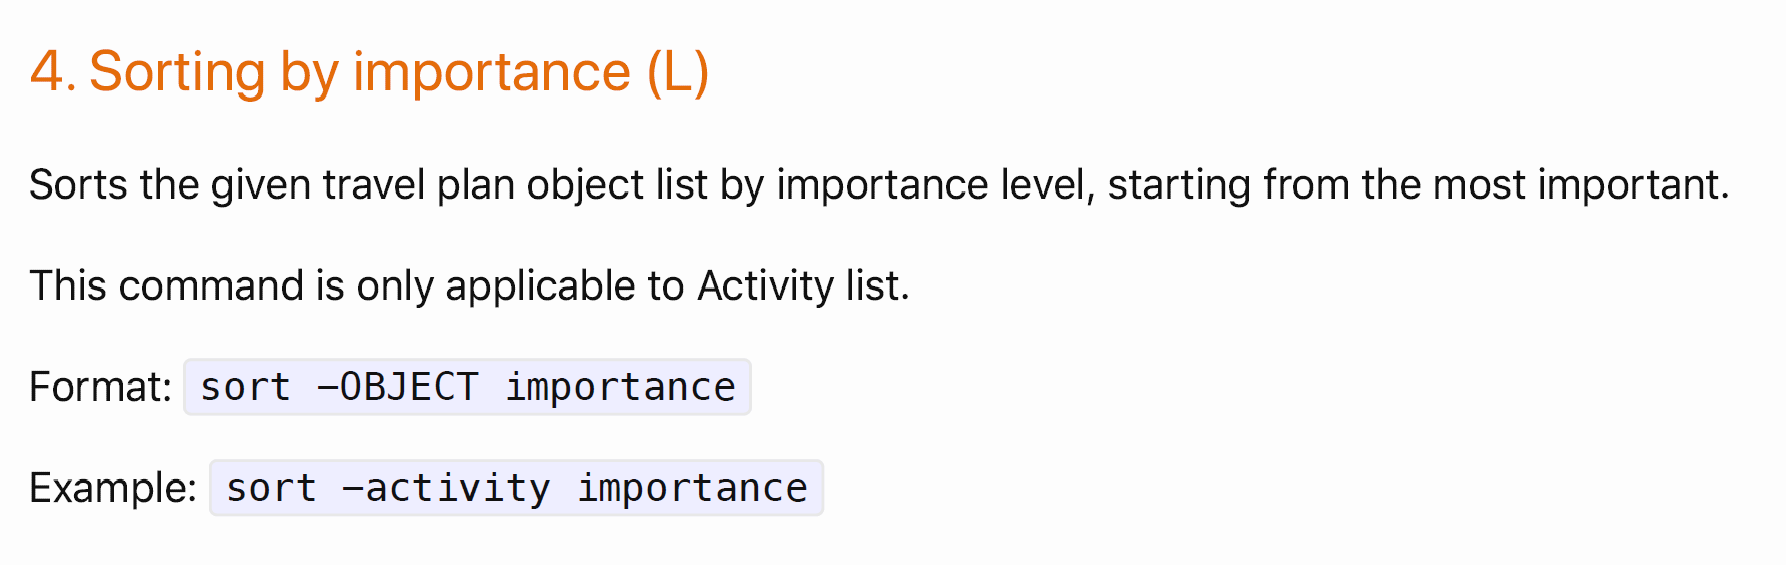 4. Sorting by importance (L)
Sorts the given travel plan object list by importance level, starting from the most important.
This command is only applicable to Activity list.
Format: sort –OBJECT importance
Example: sort –activity importance